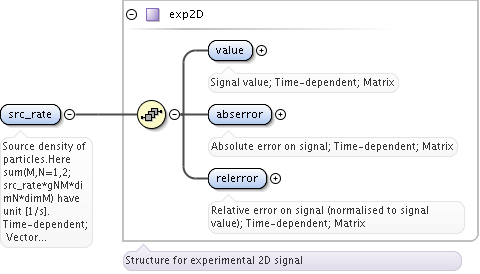 exp2D
value
Signal value; Time-dependent; Matrix
src_rate
abserror
Source density of
particles.Here
sum(M,N=1,2;
src_rate*gNM*di
mN*dimM) have
unit [1/s].
Time-dependent;
Vector...
Absolute error on signal; Time-dependent; Matrix
relerror
Relative error on signal (normalised to signal
value); Time-dependent; Matrix
Structure for experimental 2D signal